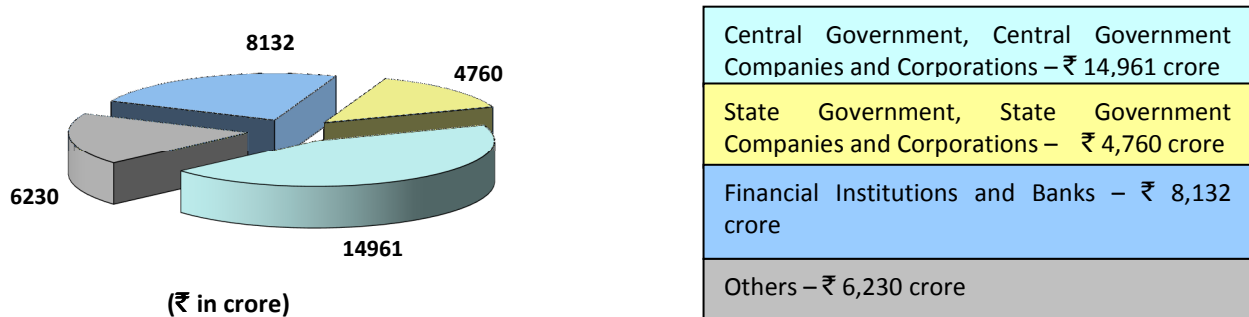 8132
4760
6230
14961
(₹ in crore)
Central Government, Central Government
Companies and Corporations – ₹ 14,961 crore
State Government, State Government
Companies and Corporations – ₹ 4,760 crore
Financial Institutions and Banks – ₹ 8,132
crore
Others – ₹ 6,230 crore